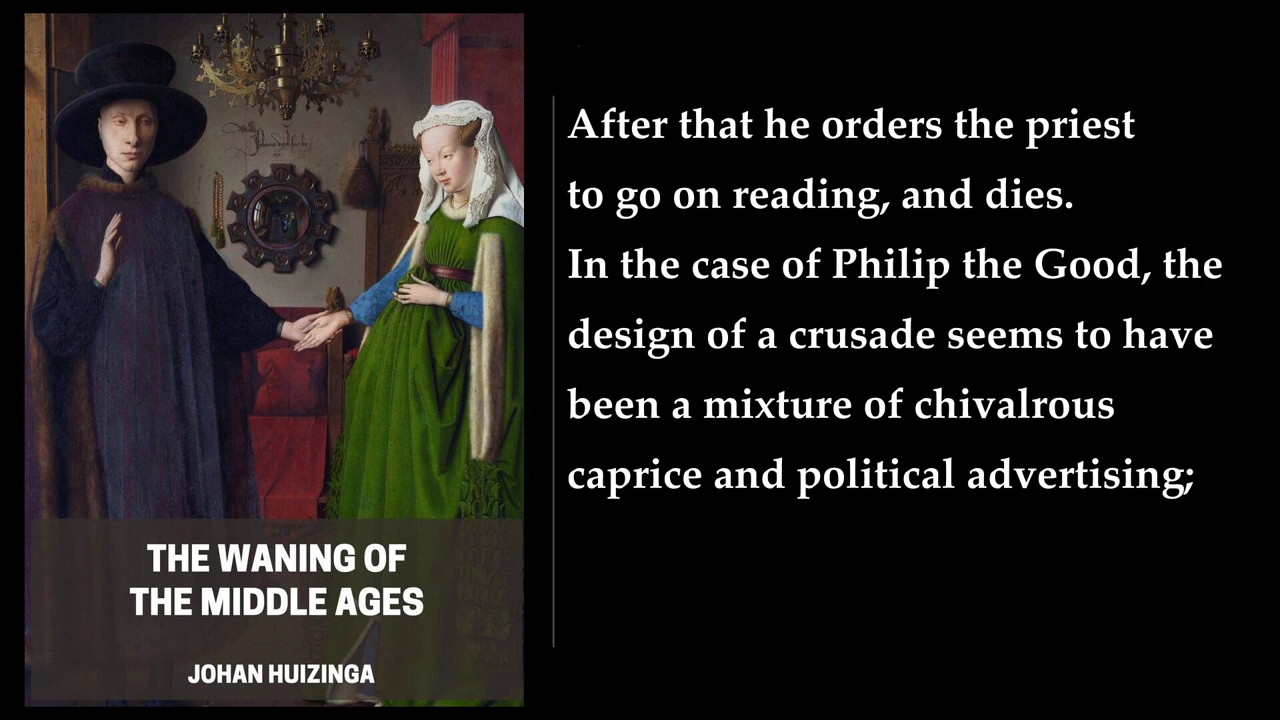 THE WANING OF
THE MIDDLE AGES
JOHAN HUIZINGA
After that he orders the priest
to go on reading, and dies.
In the case of Philip the Good, the
design of a crusade seems to have
been a mixture of chivalrous
caprice and political advertising;